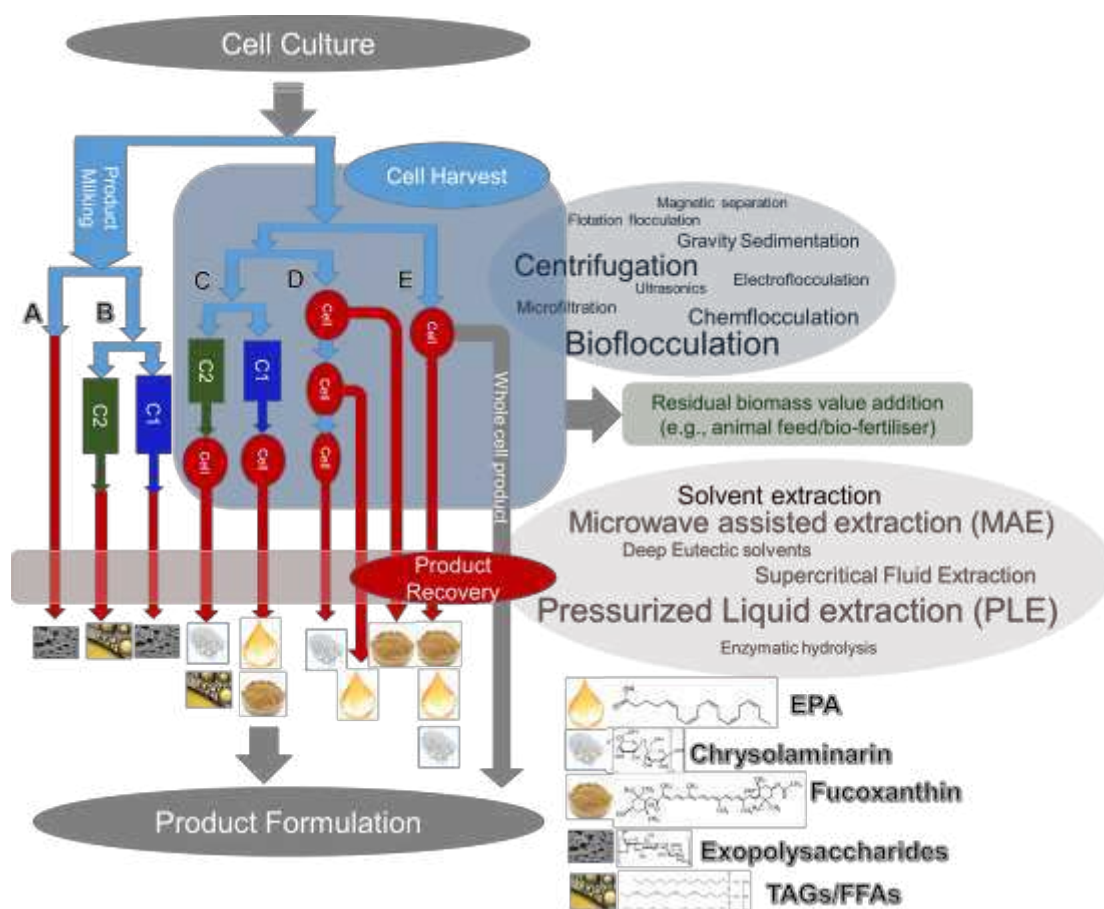 Cell Culture
Product
Milking
Cell Harvest
Magnetic separation
Flotation flocculation
Gravity Sedimentation
Centrifugation
Electroflocculation
Ultrasonics
Microfiltration
Chemflocculation
Bioflocculation
A
B
C
D
E
C2
C1
C2
C1
Cell
Cell
Cell
Cell
Cell
Cell
Whole cell product
Residual biomass value addition
(e.g., animal feed/bio-fertiliser)
Solvent extraction
Microwave assisted extraction (MAE)
Deep Eutectic solvents
Supercritical Fluid Extraction
Pressurized Liquid extraction (PLE)
Enzymatic hydrolysis
Product
Recovery
EPA
Chrysolaminarin
Fucoxanthin
Exopolysaccharides
TAGs/FFAs
Product Formulation